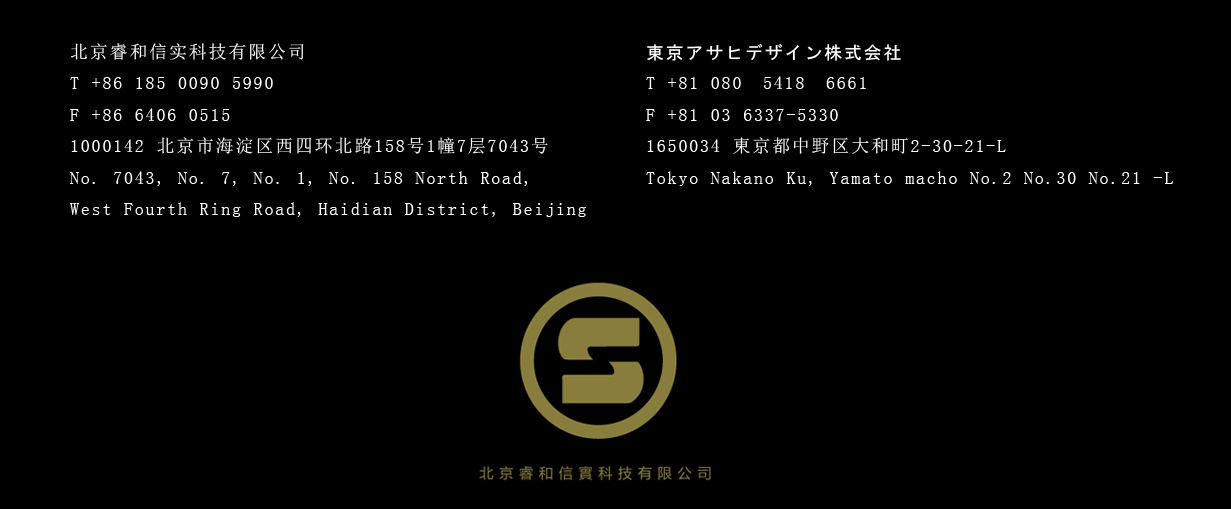 北京睿和信实科技有限公司
T +86 185 0090 5990
F +86 6406 0515
1000142 北京市海淀区西四环北路158号1幢7层7043号
No. 7043, No. 7, No. 1, No. 158 North Road,
West Fourth Ring Road, Haidian District, Beijing
東京アサヒデザイン株式会社
T +81 080 5418 6661
F +81 03 6337-5330
1650034 東京都中野区大和町2-30-21-L
Tokyo Nakano Ku, Yamato macho No.2 No.30 No.21 -L
北京睿和信實科技有限公司